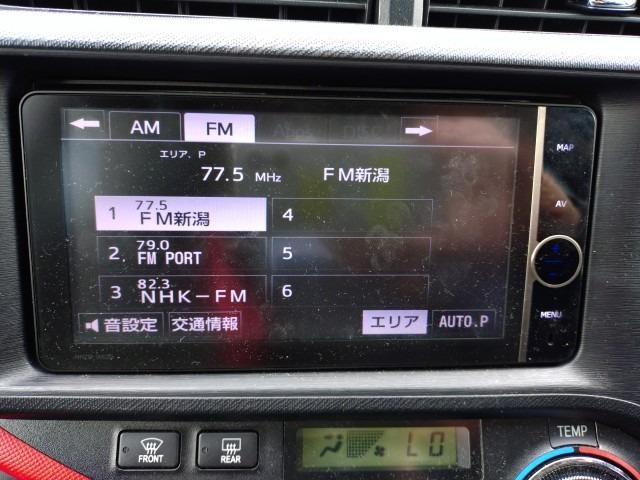 AM FM Apps DISC
MAP
エリア．P
77.5 MHz FM新潟
AV
1 77.5 FM新潟 4
2 79.0 FM PORT 5
3 82.3 NHK-FM 6
MENU
音設定 交通情報 エリア AUTO.P
TEMP
FRONT REAR LO